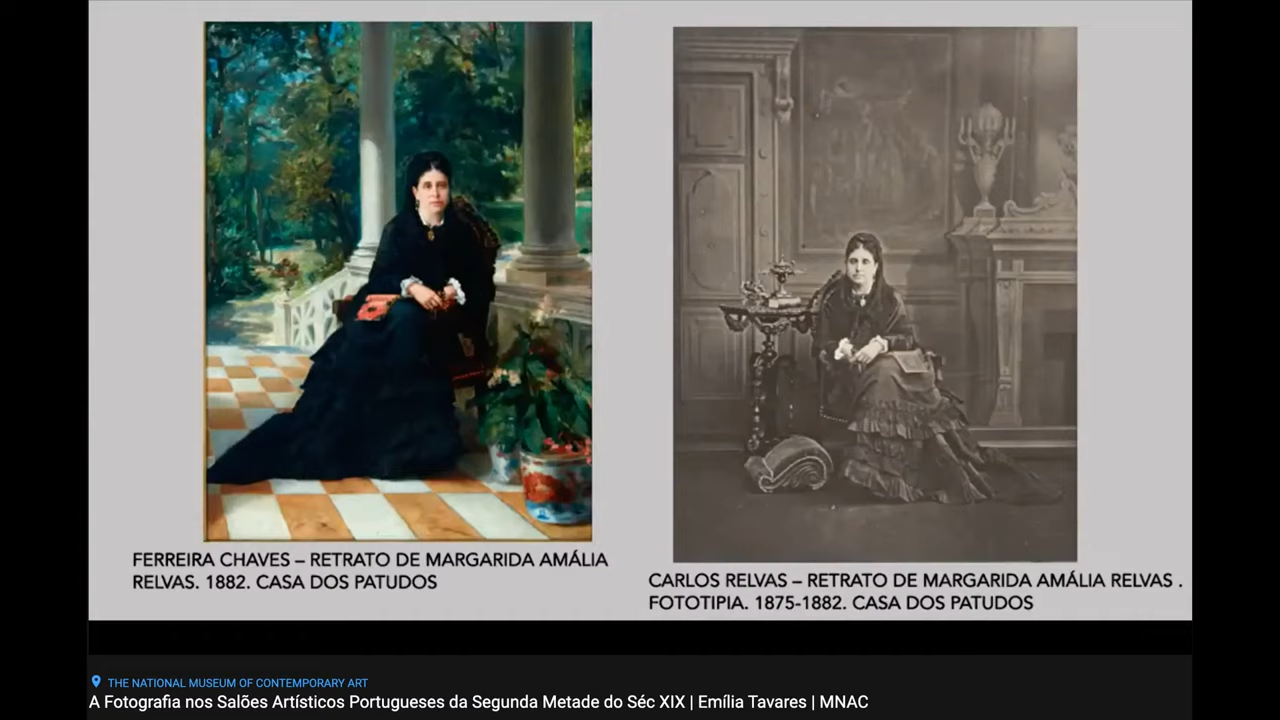 FERREIRA CHAVES – RETRATO DE MARGARIDA AMÁLIA
RELVAS. 1882. CASA DOS PATUDOS
CARLOS RELVAS – RETRATO DE MARGARIDA AMÁLIA RELVAS .
FOTOTIPIA. 1875-1882. CASA DOS PATUDOS
THE NATIONAL MUSEUM OF CONTEMPORARY ART
A Fotografia nos Salões Artísticos Portugueses da Segunda Metade do Séc XIX | Emília Tavares | MNAC